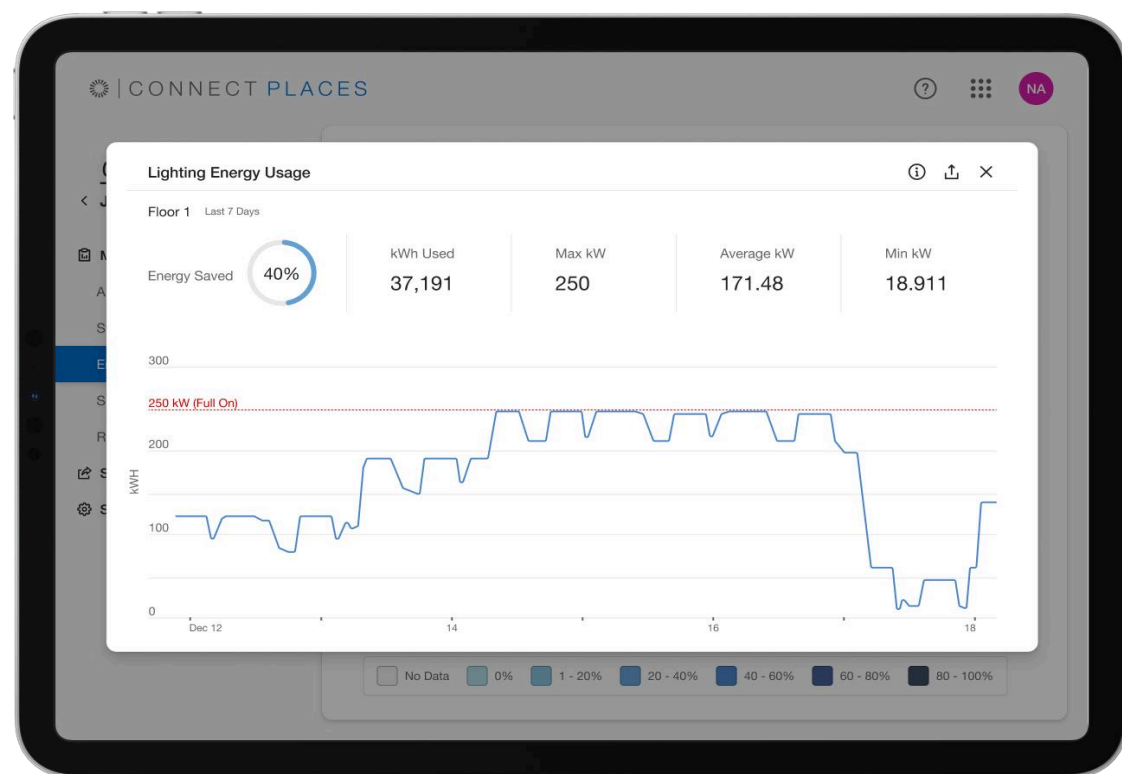 CONNECT PLACES
?
NA
Lighting Energy Usage
Floor 1 Last 7 Days
Energy Saved 40%
kWh Used
37,191
Max kW
250
Average kW
171.48
Min kW
18.911
300
250 kW (Full On)
200
kWH
100
0
Dec 12 14 16 18
No Data 0% 1 - 20% 20 - 40% 40 - 60% 60 - 80% 80 - 100%